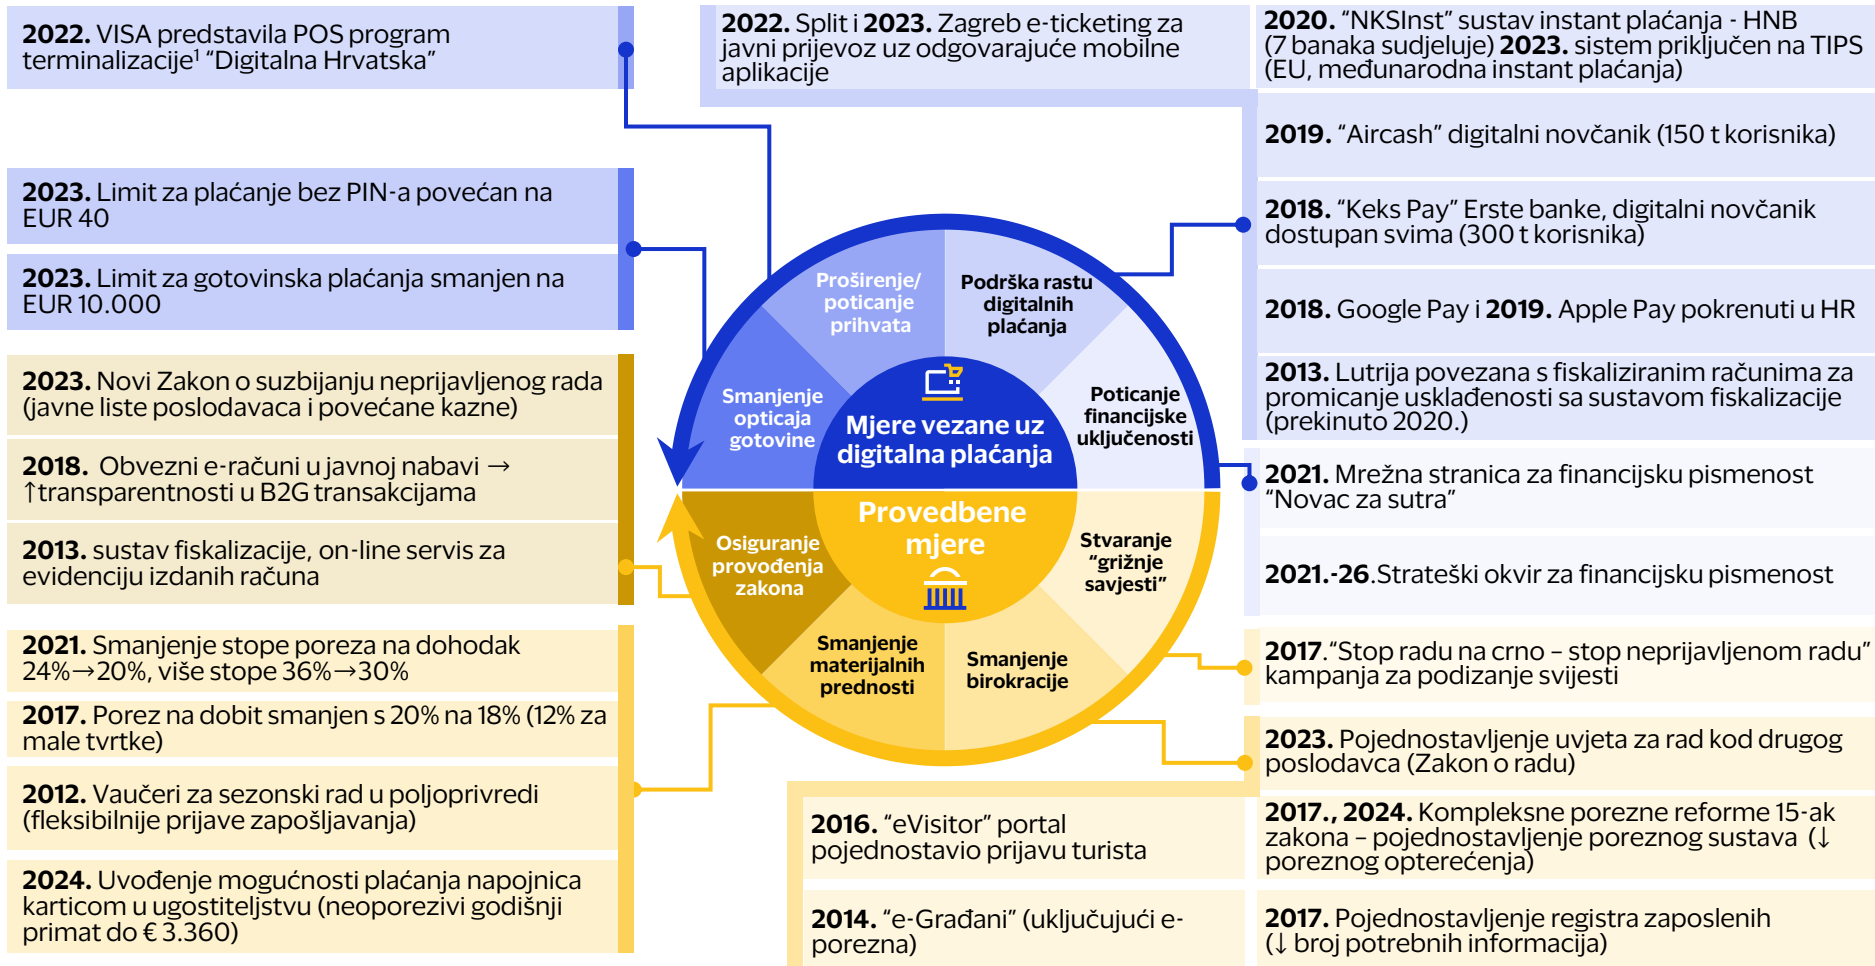 2022. VISA predstavila POS program
terminalizacije¹ “Digitalna Hrvatska”
2023. Limit za plaćanje bez PIN-a povećan na
EUR 40
2023. Limit za gotovinska plaćanja smanjen na
EUR 10.000
2023. Novi Zakon o suzbijanju neprijavljenog rada
(javne liste poslodavaca i povećane kazne)
2018. Obvezni e-računi u javnoj nabavi →
↑transparentnosti u B2G transakcijama
2013. sustav fiskalizacije, on-line servis za
evidenciju izdanih računa
2021. Smanjenje stope poreza na dohodak
24%→20%, više stope 36%→30%
2017. Porez na dobit smanjen s 20% na 18% (12% za
male tvrtke)
2012. Vaučeri za sezonski rad u poljoprivredi
(fleksibilnije prijave zapošljavanja)
2024. Uvođenje mogućnosti plaćanja napojnica
karticom u ugostiteljstvu (neoporezivi godišnji
primat do € 3.360)
Proširenje/
poticanje
prihvata
Podrška rastu
digitalnih
plaćanja
Smanjenje
opticaja
gotovine
Poticanje
financijske
uključenosti
Mjere vezane uz
digitalna plaćanja
Provedbene
mjere
Osiguranje
provođenja
zakona
Stvaranje
“grižnje
savjesti”
Smanjenje
materijalnih
prednosti
Smanjenje
birokracije
2022. Split i 2023. Zagreb e-ticketing za
javni prijevoz uz odgovarajuće mobilne
aplikacije
2020. “NKSInst” sustav instant plaćanja - HNB
(7 banaka sudjeluje) 2023. sistem priključen na TIPS
(EU, međunarodna instant plaćanja)
2019. “Aircash” digitalni novčanik (150 t korisnika)
2018. “Keks Pay” Erste banke, digitalni novčanik
dostupan svima (300 t korisnika)
2018. Google Pay i 2019. Apple Pay pokrenuti u HR
2013. Lutrija povezana s fiskaliziranim računima za
promicanje usklađenosti sa sustavom fiskalizacije
(prekinuto 2020.)
2021. Mrežna stranica za financijsku pismenost
“Novac za sutra”
2021.-26.Strateški okvir za financijsku pismenost
2017.“Stop radu na crno – stop neprijavljenom radu”
kampanja za podizanje svijesti
2023. Pojednostavljenje uvjeta za rad kod drugog
poslodavca (Zakon o radu)
2016. “eVisitor” portal
pojednostavio prijavu turista
2017., 2024. Kompleksne porezne reforme 15-ak
zakona – pojednostavljenje poreznog sustava (↓
poreznog opterećenja)
2014. “e-Građani” (uključujući e-
porezna)
2017. Pojednostavljenje registra zaposlenih
(↓ broj potrebnih informacija)